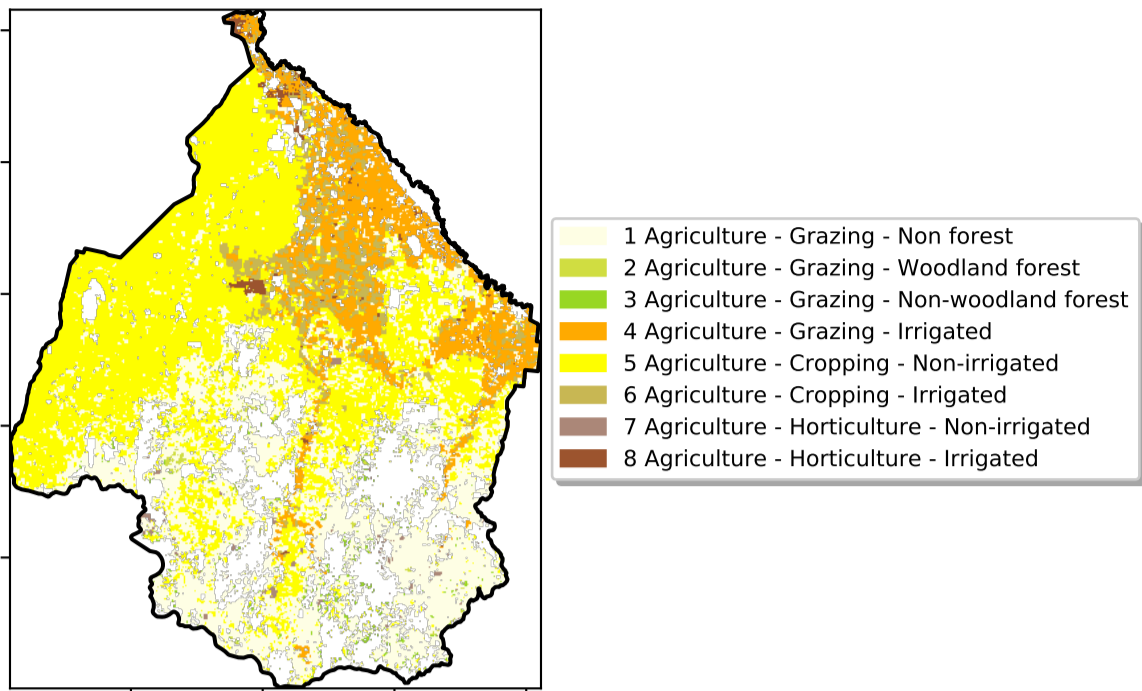 1 Agriculture - Grazing - Non forest
2 Agriculture - Grazing - Woodland forest
3 Agriculture - Grazing - Non-woodland forest
4 Agriculture - Grazing - Irrigated
5 Agriculture - Cropping - Non-irrigated
6 Agriculture - Cropping - Irrigated
7 Agriculture - Horticulture - Non-irrigated
8 Agriculture - Horticulture - Irrigated